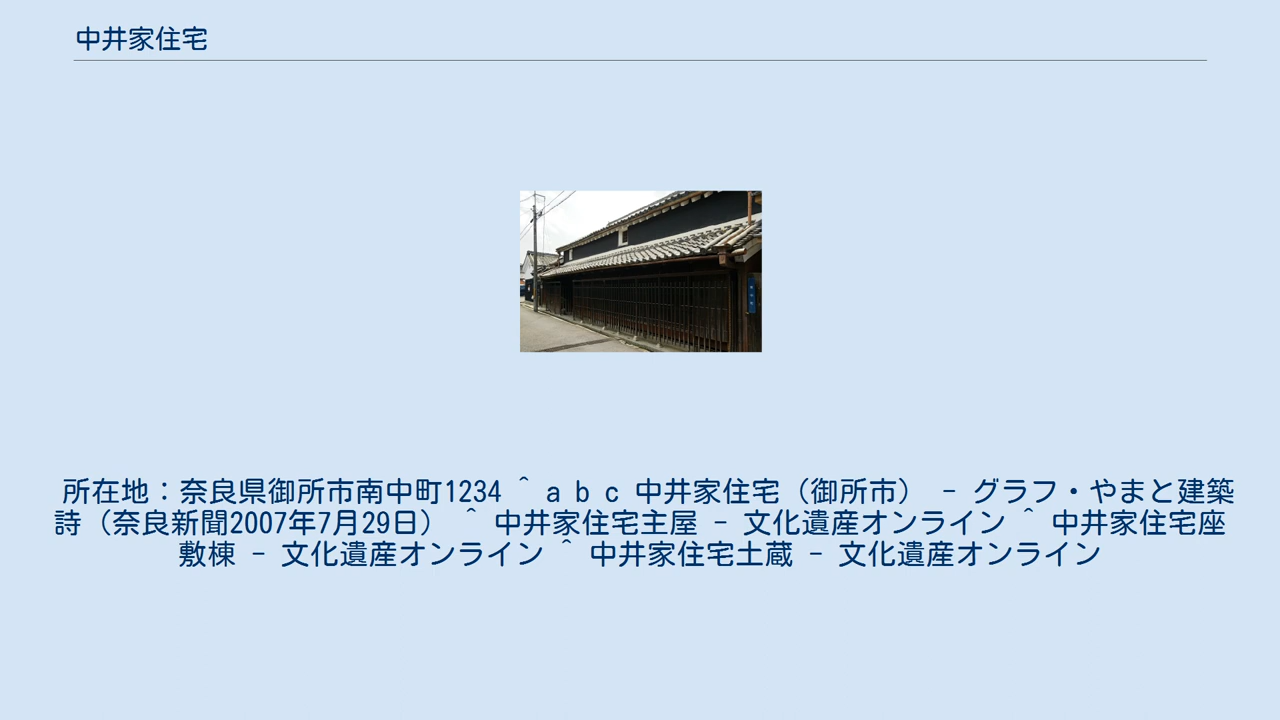 中井家住宅
所在地：奈良県御所市南中町1234 ^ a b c 中井家住宅（御所市） - グラフ・やまと建築
詩（奈良新聞2007年7月29日） ^ 中井家住宅主屋 - 文化遺産オンライン ^ 中井家住宅座
敷棟 - 文化遺産オンライン ^ 中井家住宅土蔵 - 文化遺産オンライン